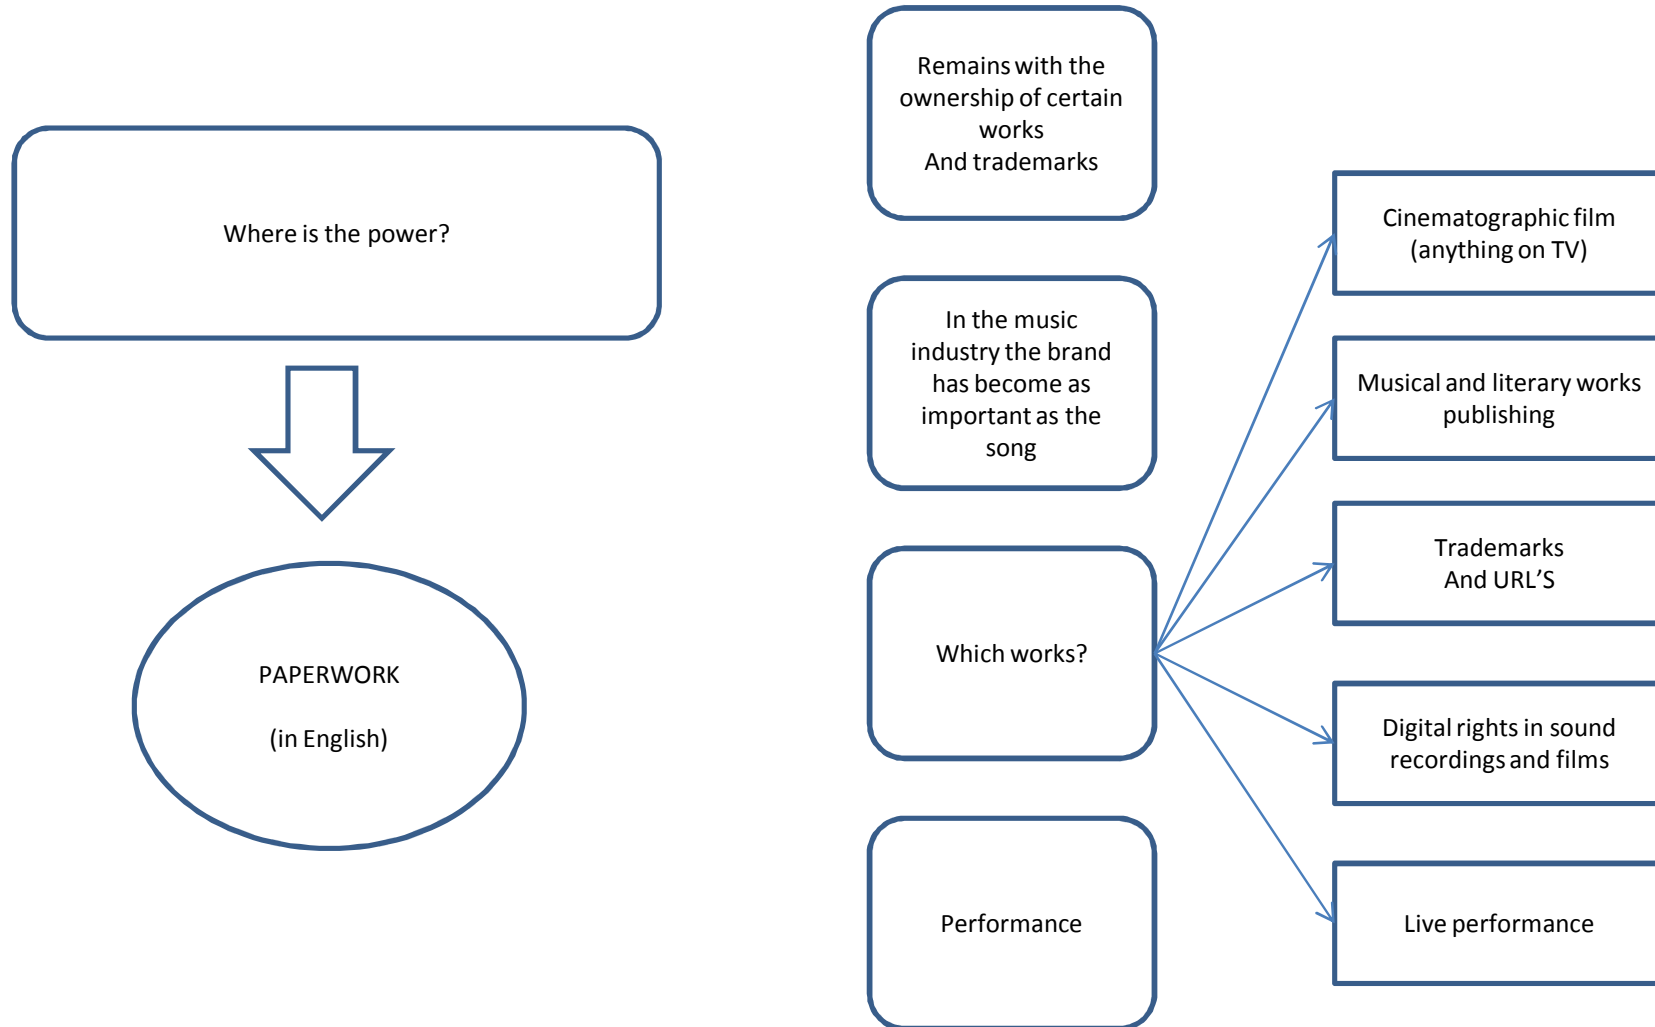 Where is the power?
PAPERWORK
(in English)
Remains with the
ownership of certain
works
And trademarks
In the music
industry the brand
has become as
important as the
song
Which works?
Performance
Cinematographic film
(anything on TV)
Musical and literary works
publishing
Trademarks
And URL’S
Digital rights in sound
recordings and films
Live performance